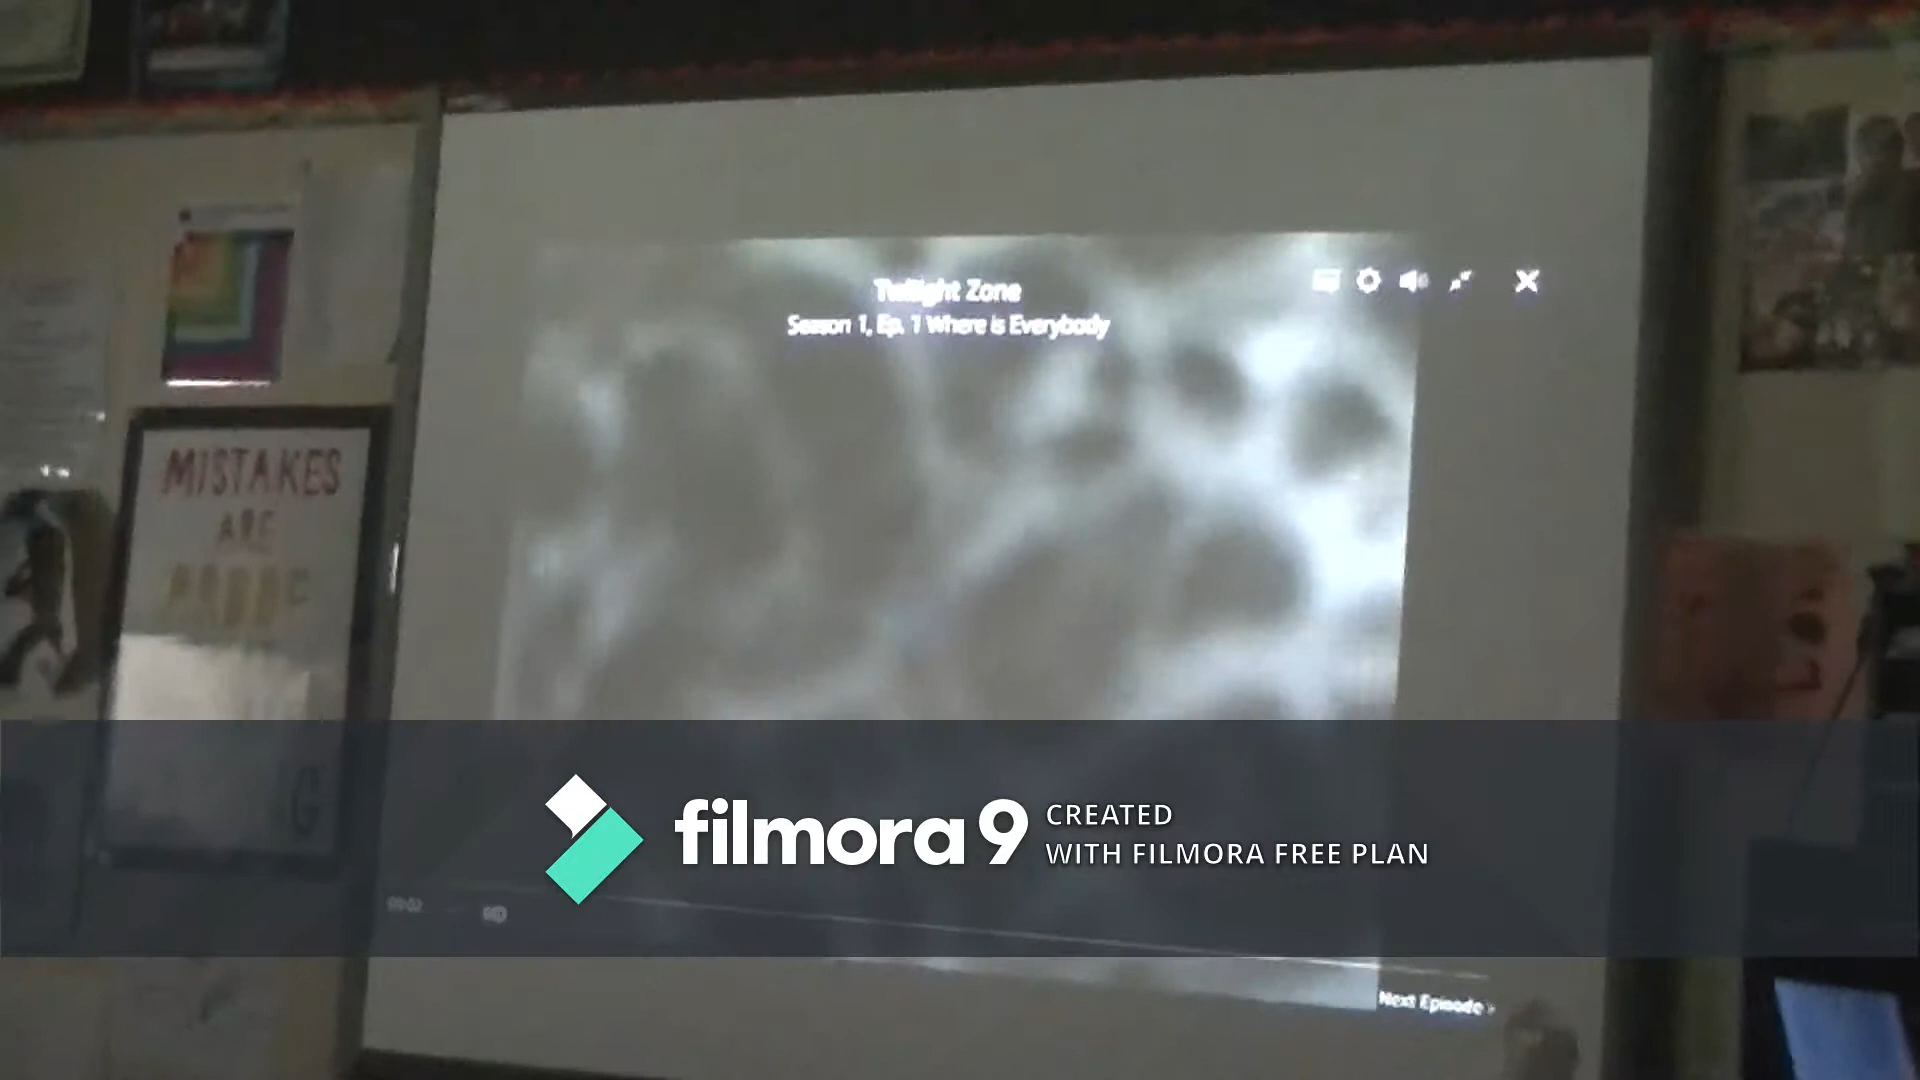 Twilight Zone
Season 1, Ep. 1 Where is Everybody
MISTAKES
ARE
filmora 9
CREATED
WITH FILMORA FREE PLAN
Next Episode >